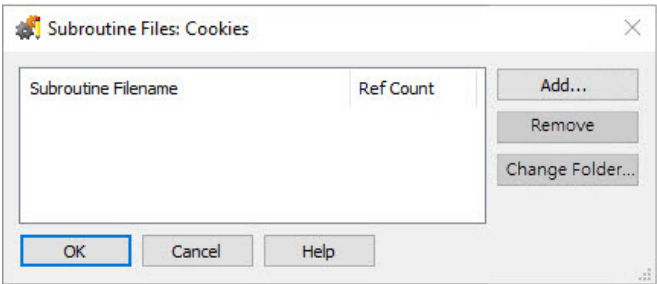 Subroutine Files: Cookies
Subroutine Filename Ref Count
Add...
Remove
Change Folder...
OK Cancel Help